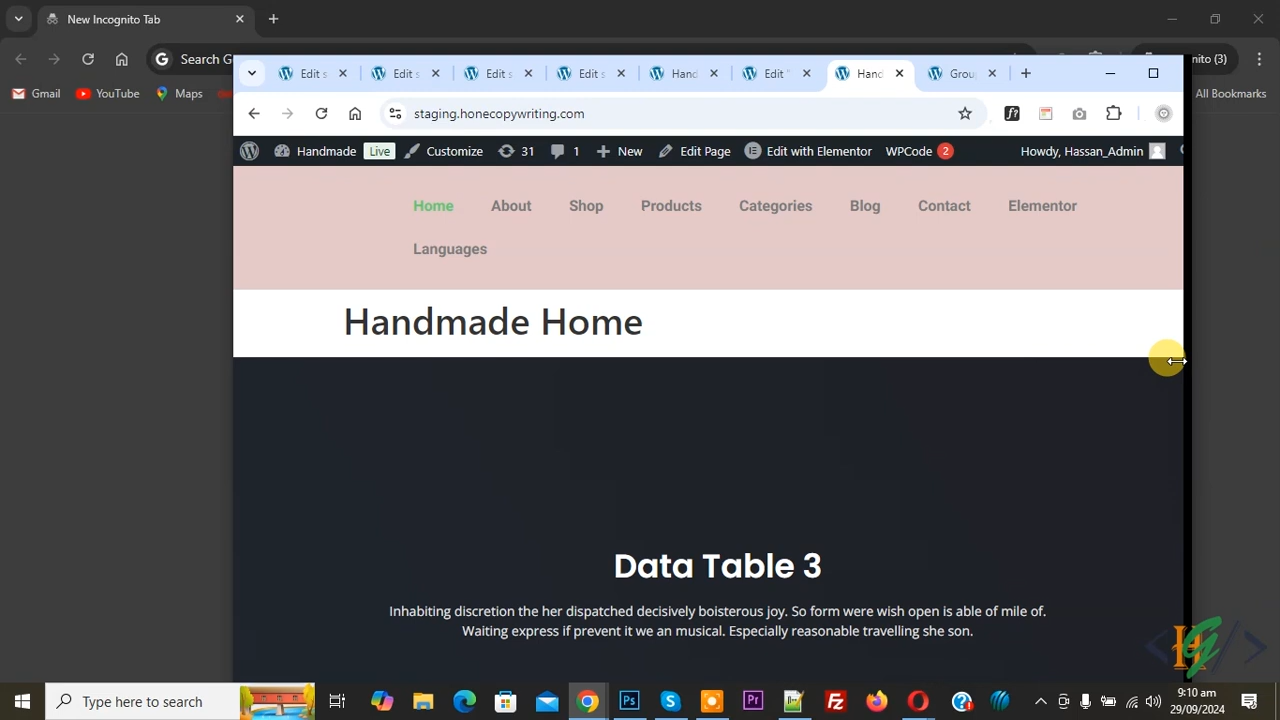 New Incognito Tab
Search G
nito (3)
Gmail
YouTube
Maps
All Bookmarks
Edit s
Edit s
Edit s
Edit s
Hand
Edit "
Hand
Grou
staging.honecopywriting.com
f?
Handmade
Live
Customize
31
1
New
Edit Page
Edit with Elementor
WPCode
2
Howdy, Hassan_Admin
Home
About
Shop
Products
Categories
Blog
Contact
Elementor
Languages
Handmade Home
Data Table 3
Inhabiting discretion the her dispatched decisively boisterous joy. So form were wish open is able of mile of.
Waiting express if prevent it we an musical. Especially reasonable travelling she son.
Type here to search
Ps
Pr
Fz
9:10 am
29/09/2024